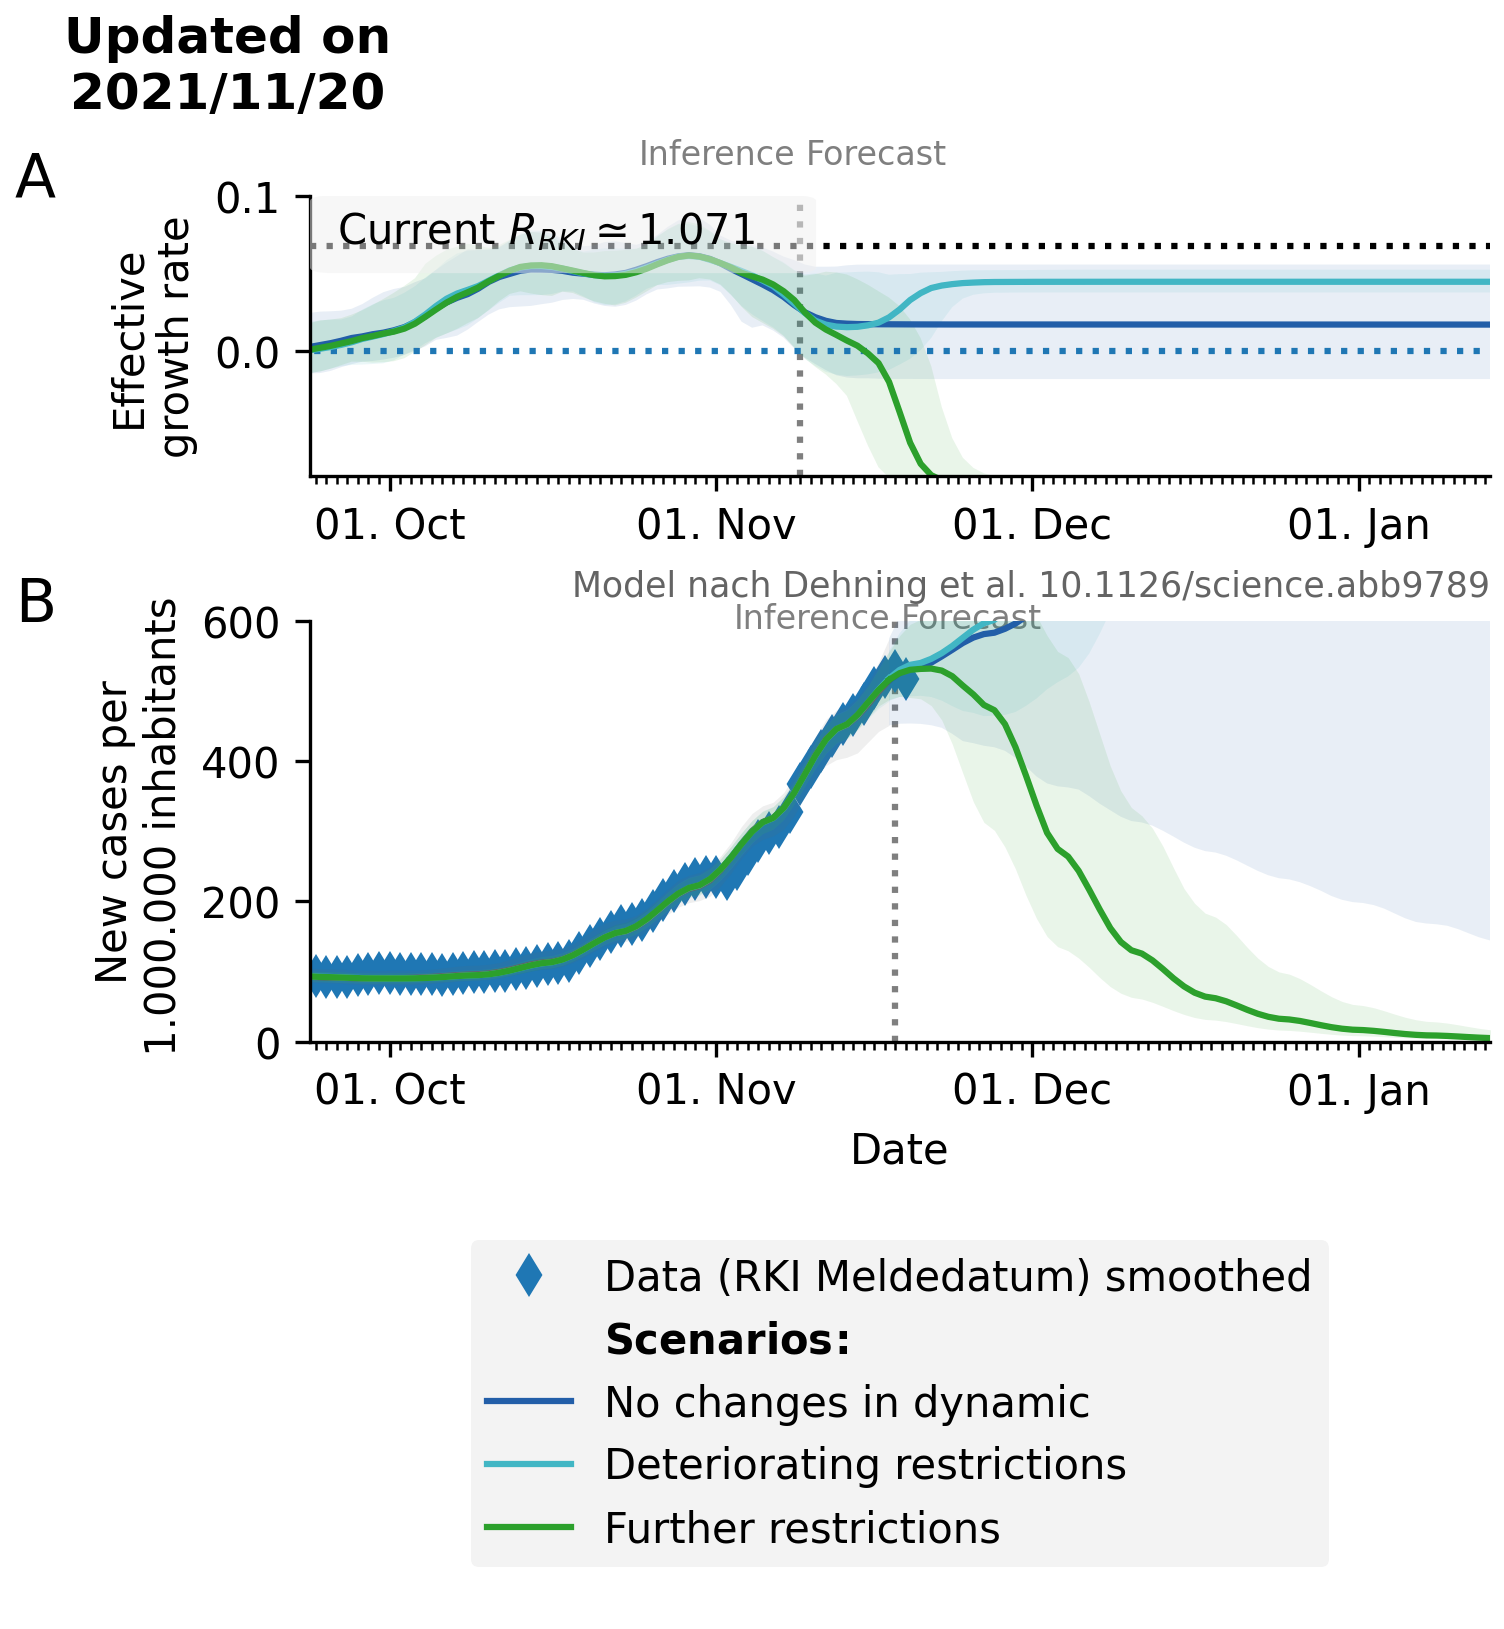 Updated on
2021/11/20
A
Inference Forecast
Effective
growth rate
0.1
0.0
Current R_RKI ≃ 1.071
01. Oct
01. Nov
01. Dec
01. Jan
B
Model nach Dehning et al. 10.1126/science.abb9789
Inference Forecast
New cases per
1.000.000 inhabitants
600
400
200
0
01. Oct
01. Nov
01. Dec
01. Jan
Date
Data (RKI Meldedatum) smoothed
Scenarios:
No changes in dynamic
Deteriorating restrictions
Further restrictions